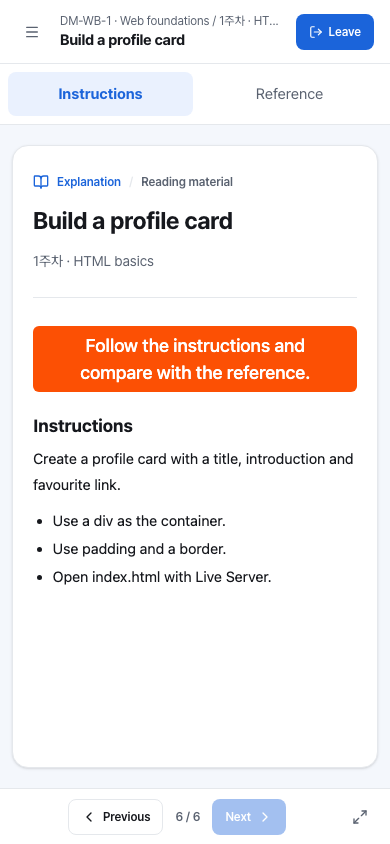 DM-WB-1 · Web foundations / 1주차 · HT...
Build a profile card
Leave
Instructions
Reference
Explanation / Reading material
Build a profile card
1주차 · HTML basics
Follow the instructions and
compare with the reference.
Instructions
Create a profile card with a title, introduction and
favourite link.
• Use a div as the container.
• Use padding and a border.
• Open index.html with Live Server.
Previous
6 / 6
Next